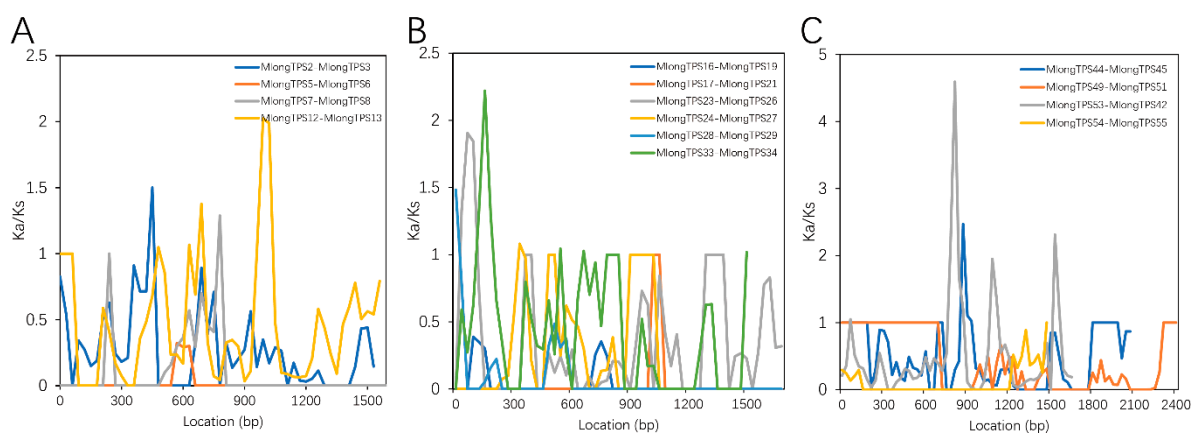 A
2.5
2
1.5
1
0.5
0
Ka/Ks
0 300 600 900 1200 1500
Location (bp)
MlongTPS2-MlongTPS3
MlongTPS5-MlongTPS6
MlongTPS7-MlongTPS8
MlongTPS12-MlongTPS13
B
2.5
2
1.5
1
0.5
0
Ka/Ks
0 300 600 900 1200 1500
Location (bp)
MlongTPS16-MlongTPS19
MlongTPS17-MlongTPS21
MlongTPS23-MlongTPS26
MlongTPS24-MlongTPS27
MlongTPS28-MlongTPS29
MlongTPS33-MlongTPS34
C
5
4
3
2
1
0
Ka/Ks
0 300 600 900 1200 1500 1800 2100 2400
Location (bp)
MlongTPS44-MlongTPS45
MlongTPS49-MlongTPS51
MlongTPS53-MlongTPS42
MlongTPS54-MlongTPS55